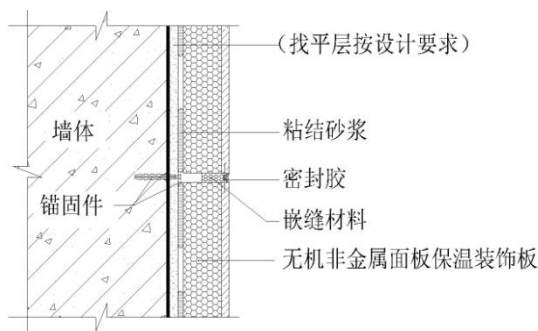 (找平层按设计要求)
墙体
粘结砂浆
密封胶
锚固件
嵌缝材料
无机非金属面板保温装饰板